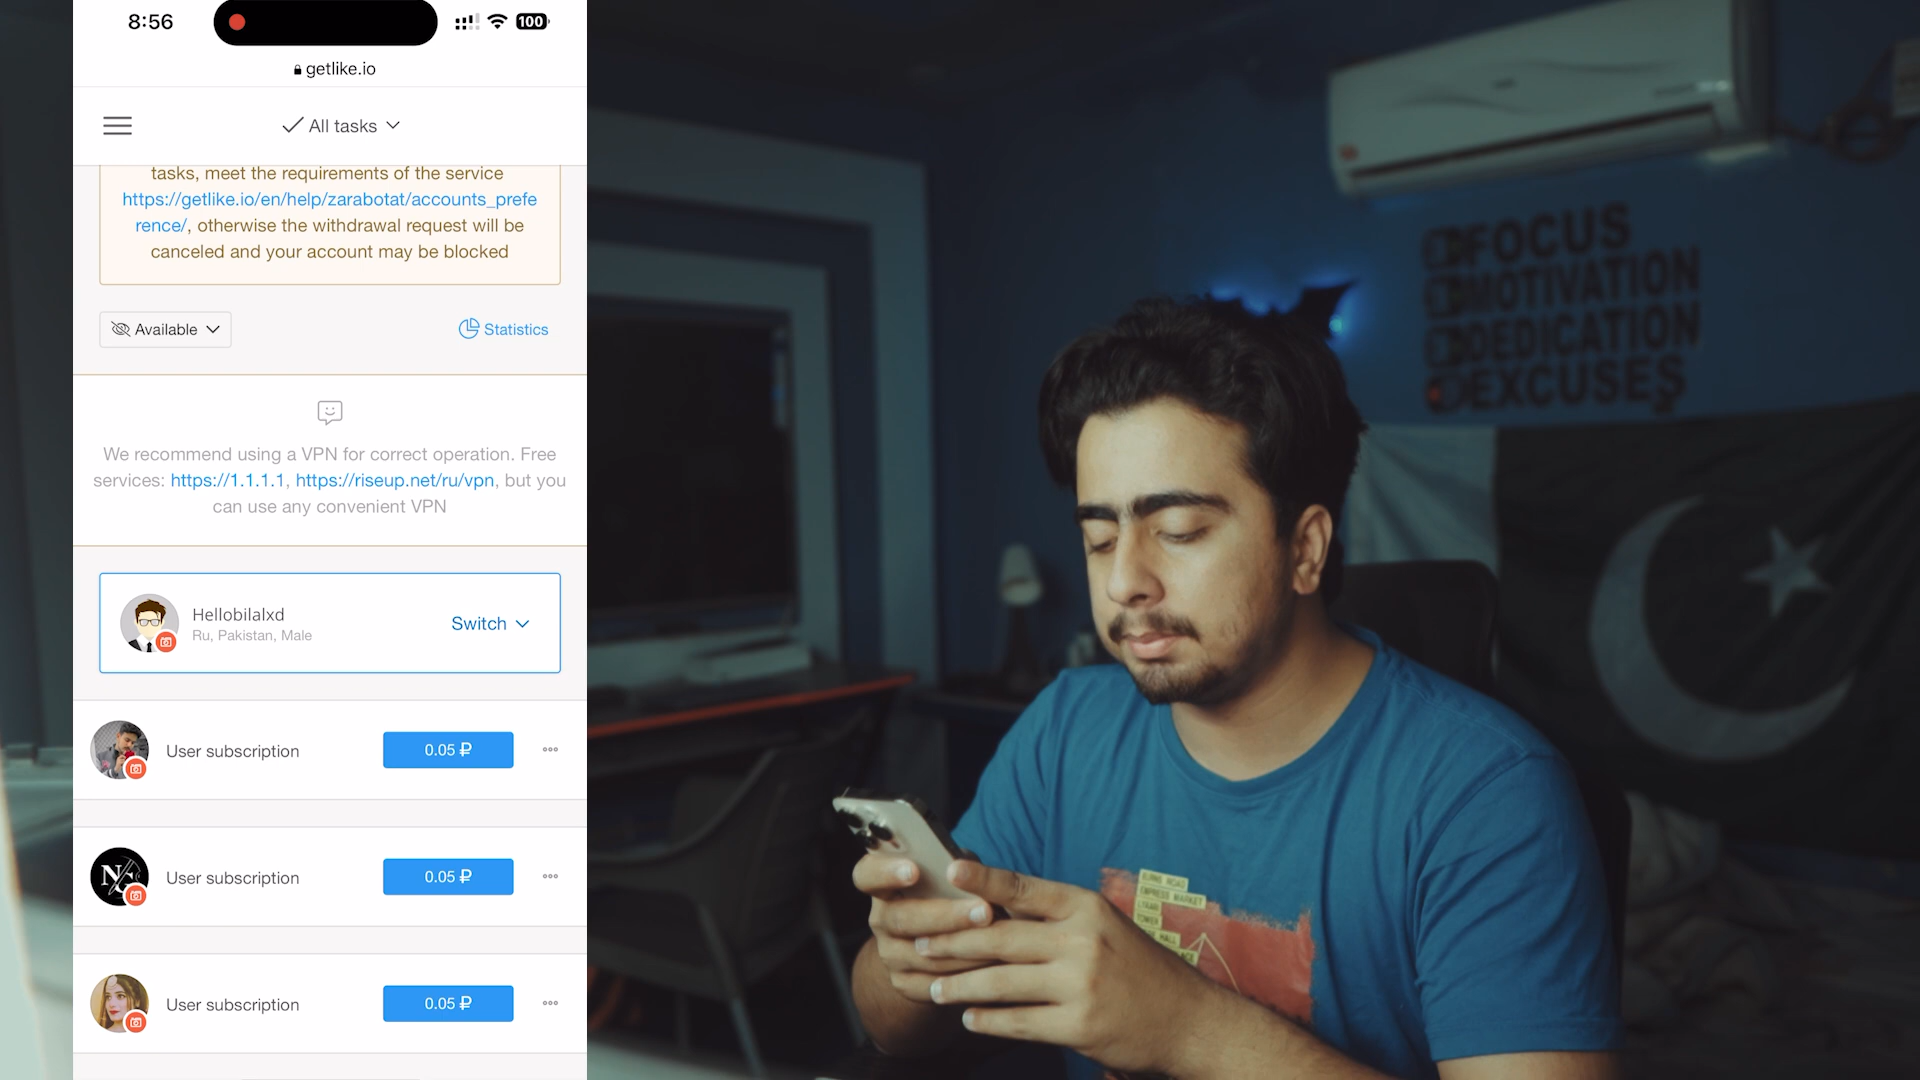 8:56
100
getlike.io
All tasks
tasks, meet the requirements of the service
https://getlike.io/en/help/zarabotat/accounts_prefe
rence/, otherwise the withdrawal request will be
canceled and your account may be blocked
Available
Statistics
We recommend using a VPN for correct operation. Free
services: https://1.1.1.1, https://riseup.net/ru/vpn, but you
can use any convenient VPN
Hellobilalxd
Ru, Pakistan, Male
Switch
User subscription
0.05 ₽
User subscription
0.05 ₽
User subscription
0.05 ₽
FOCUS
MOTIVATION
DEDICATION
EXCUSES
EMPRESS MARKET
TOWER